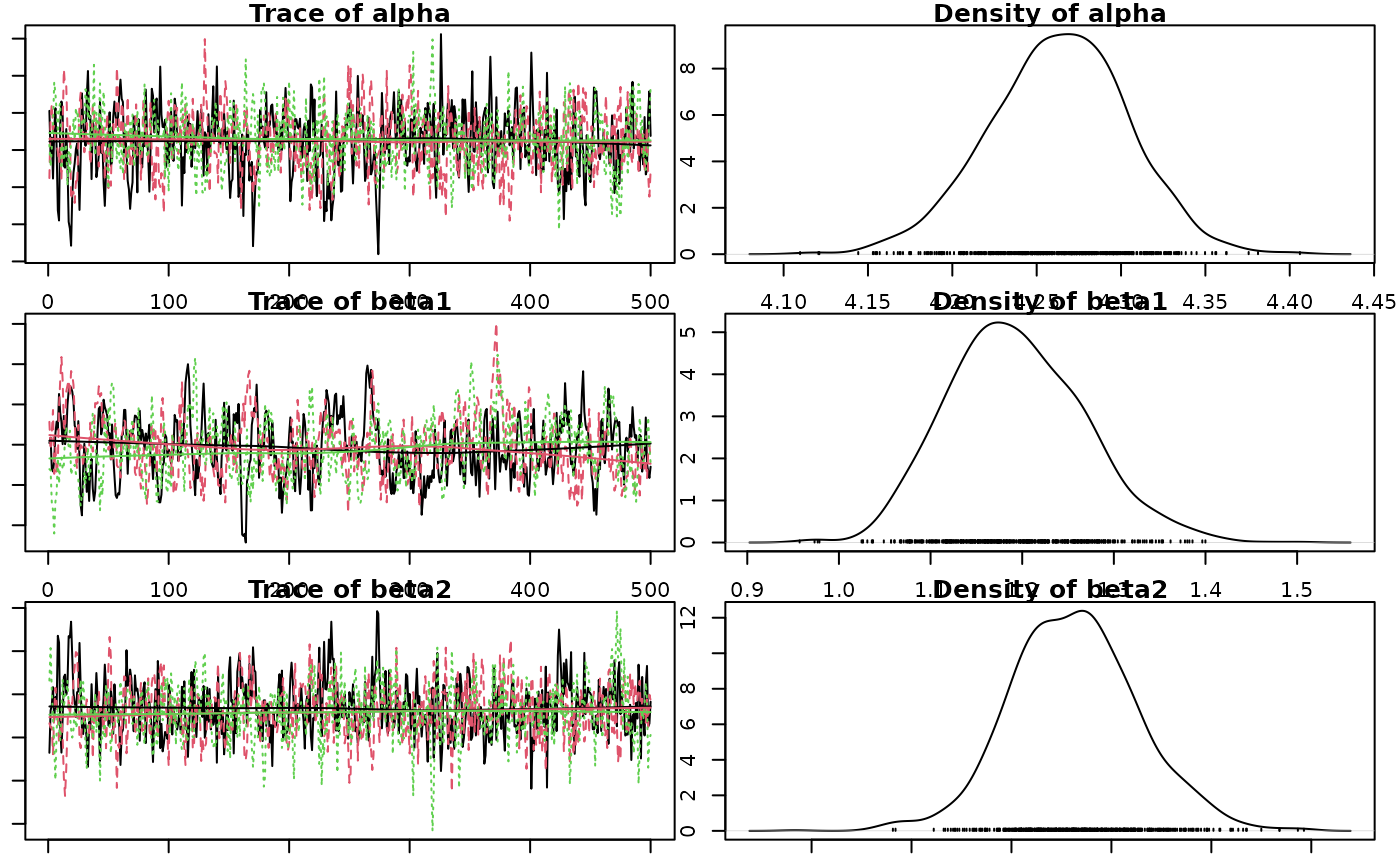 Trace of alpha
Density of alpha
0 2 4 6 8
0 100 200 300 400 500
4.10 4.15 4.20 4.25 4.30 4.35 4.40 4.45
Trace of beta1
Density of beta1
0 1 2 3 4 5
0 100 200 300 400 500
0.9 1.0 1.1 1.2 1.3 1.4 1.5
Trace of beta2
Density of beta2
0 2 4 6 8 12